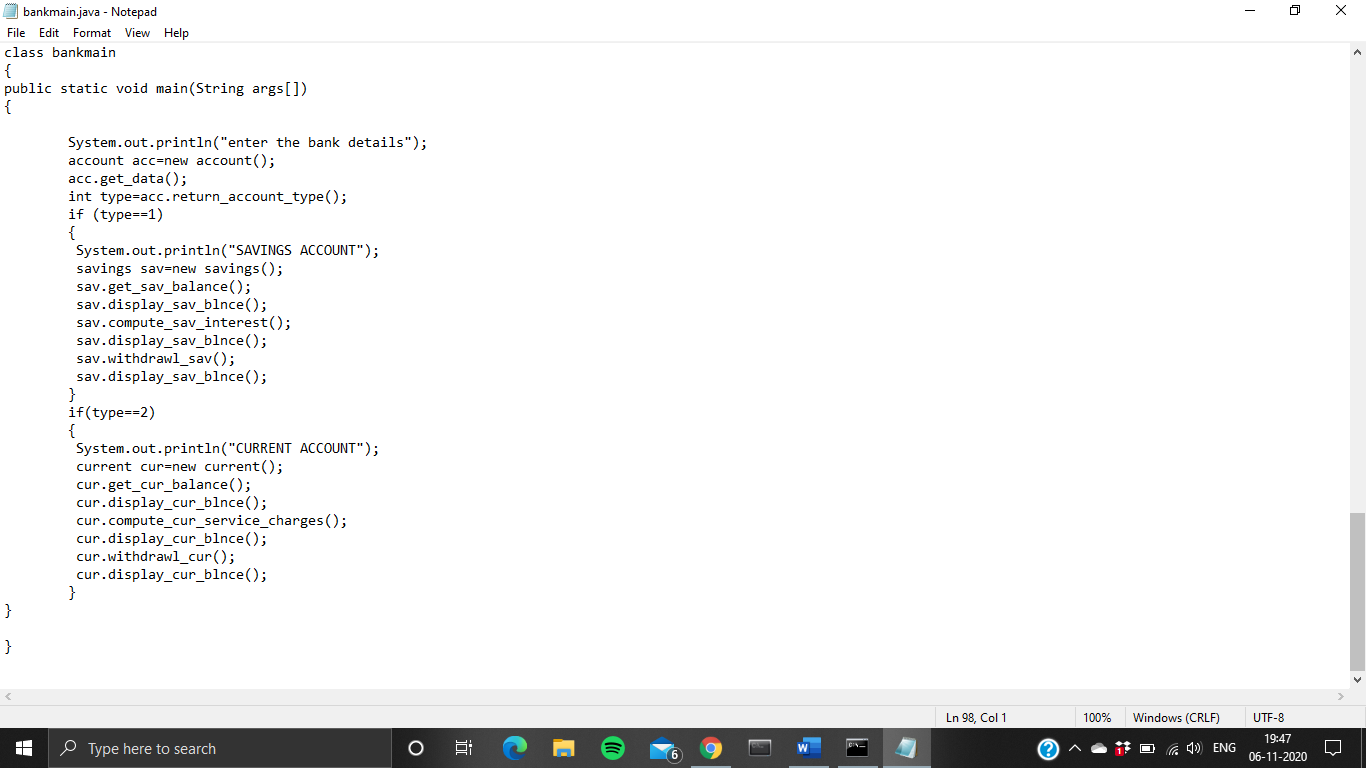 bankmain.java - Notepad
File Edit Format View Help
class bankmain
{
public static void main(String args[])
{
System.out.println("enter the bank details");
account acc=new account();
acc.get_data();
int type=acc.return_account_type();
if (type==1)
{
System.out.println("SAVINGS ACCOUNT");
savings sav=new savings();
sav.get_sav_balance();
sav.display_sav_blnce();
sav.compute_sav_interest();
sav.display_sav_blnce();
sav.withdrawl_sav();
sav.display_sav_blnce();
}
if(type==2)
{
System.out.println("CURRENT ACCOUNT");
current cur=new current();
cur.get_cur_balance();
cur.display_cur_blnce();
cur.compute_cur_service_charges();
cur.display_cur_blnce();
cur.withdrawl_cur();
cur.display_cur_blnce();
}
}
}
Ln 98, Col 1 100% Windows (CRLF) UTF-8
Type here to search 6 1 ENG 19:47
06-11-2020